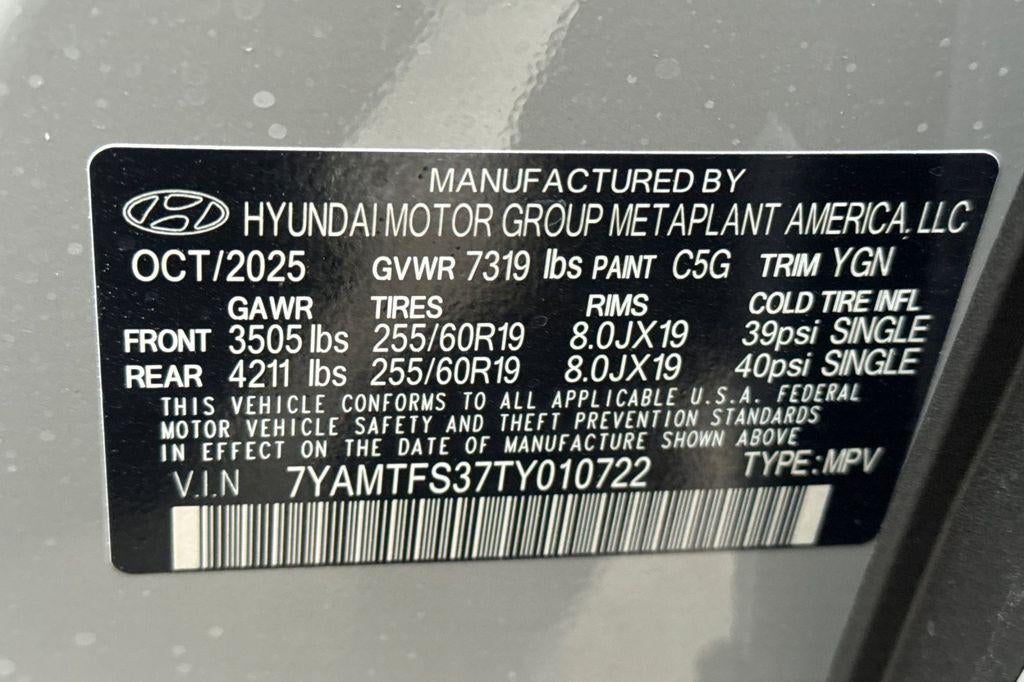 MANUFACTURED BY
HYUNDAI MOTOR GROUP METAPLANT AMERICA, LLC
OCT/2025 GVWR 7319 lbs PAINT C5G TRIM YGN
GAWR TIRES RIMS COLD TIRE INFL
FRONT 3505 lbs 255/60R19 8.0JX19 39psi SINGLE
REAR 4211 lbs 255/60R19 8.0JX19 40psi SINGLE
THIS VEHICLE CONFORMS TO ALL APPLICABLE U.S.A. FEDERAL
MOTOR VEHICLE SAFETY AND THEFT PREVENTION STANDARDS
IN EFFECT ON THE DATE OF MANUFACTURE SHOWN ABOVE
V.I.N 7YAMTFS37TY010722 TYPE:MPV